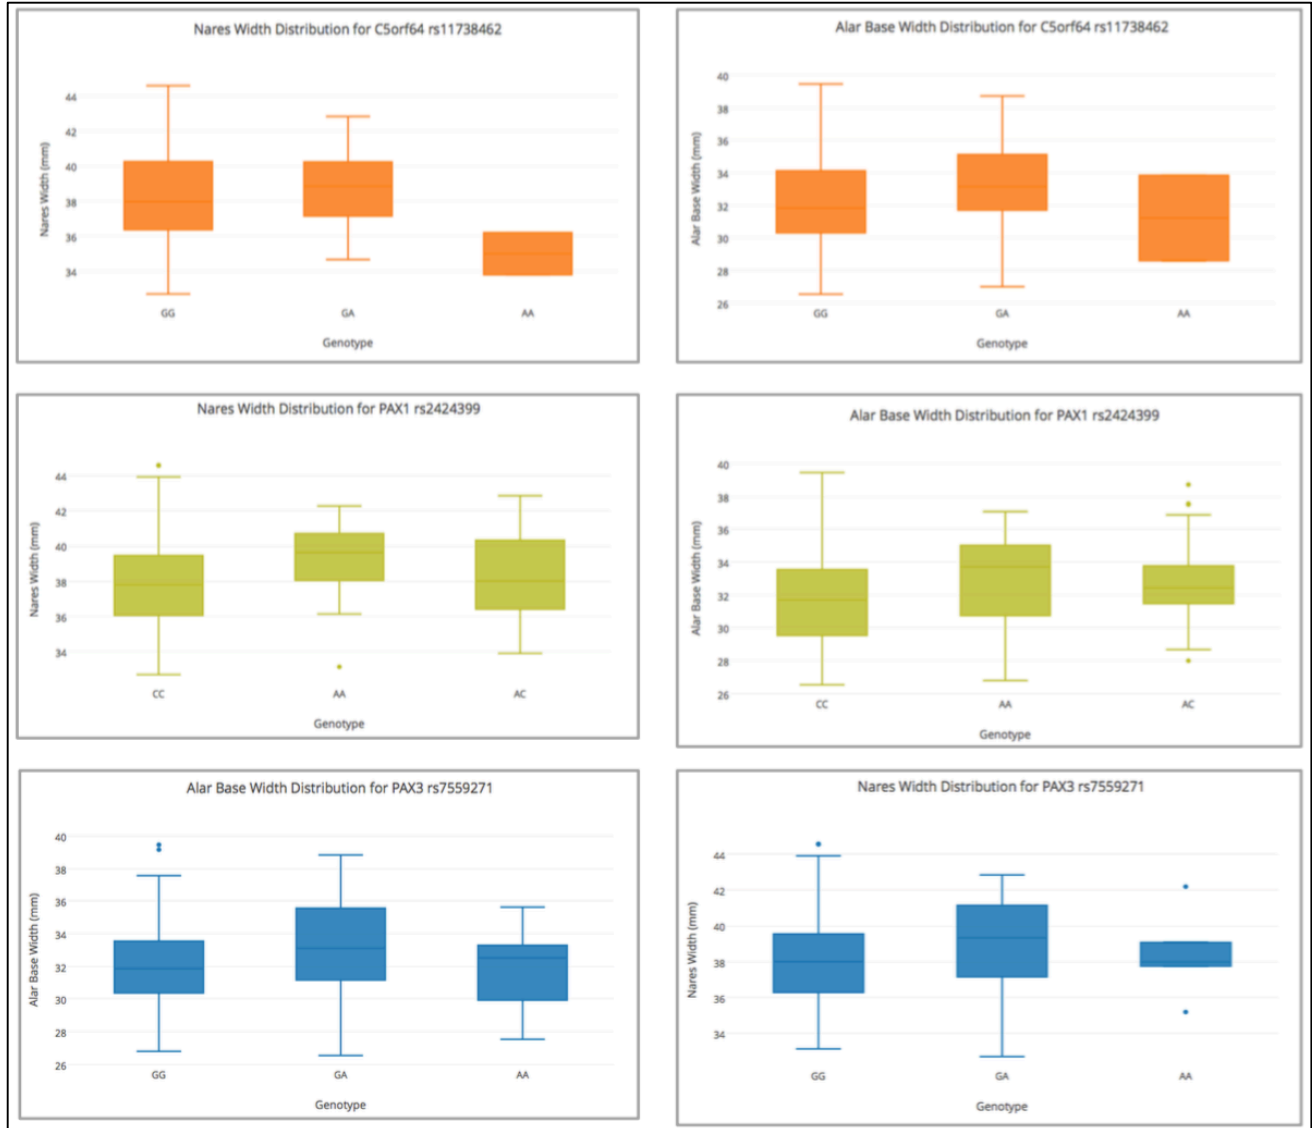 Nares Width Distribution for C5orf64 rs11738462
44
42
40
38
36
34
Nares Width (mm)
GG GA AA
Genotype
Alar Base Width Distribution for C5orf64 rs11738462
40
38
36
34
32
30
28
26
Alar Base Width (mm)
GG GA AA
Genotype
Nares Width Distribution for PAX1 rs2424399
44
42
40
38
36
34
Nares Width (mm)
CC AA AC
Genotype
Alar Base Width Distribution for PAX1 rs2424399
40
38
36
34
32
30
28
26
Alar Base Width (mm)
CC AA AC
Genotype
Alar Base Width Distribution for PAX3 rs7559271
40
38
36
34
32
30
28
26
Alar Base Width (mm)
GG GA AA
Genotype
Nares Width Distribution for PAX3 rs7559271
44
42
40
38
36
34
Nares Width (mm)
GG GA AA
Genotype